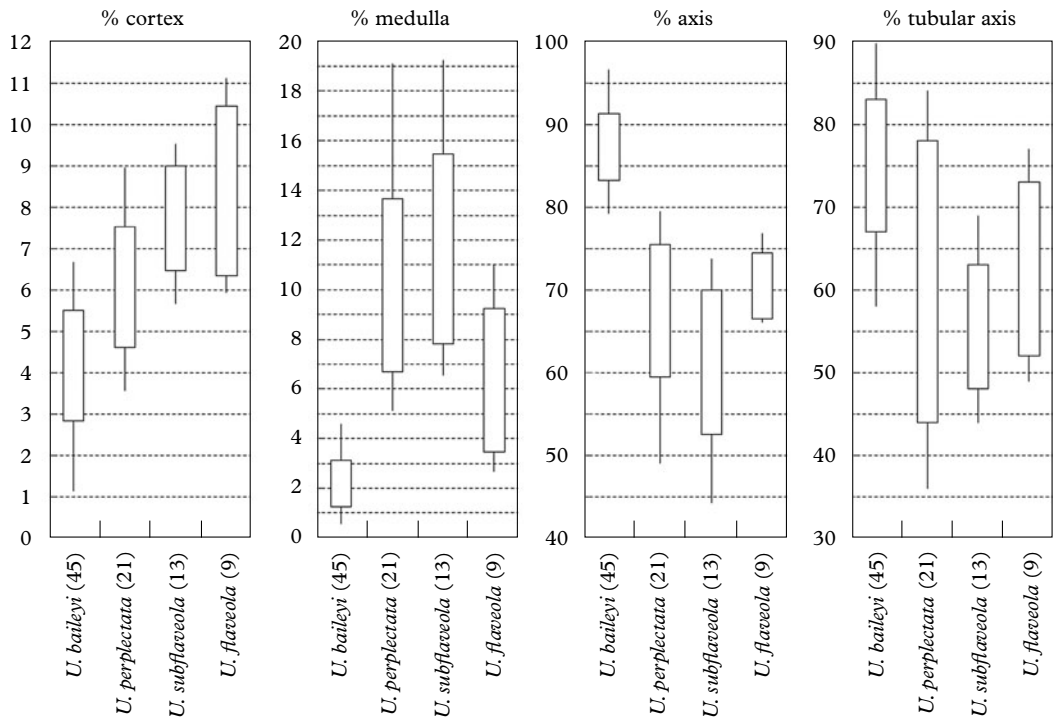 % cortex
12
11
10
9
8
7
6
5
4
3
2
1
0
U. baileyi (45)
U. perplectata (21)
U. subflaveola (13)
U. flaveola (9)
% medulla
20
18
16
14
12
10
8
6
4
2
0
U. baileyi (45)
U. perplectata (21)
U. subflaveola (13)
U. flaveola (9)
% axis
100
90
80
70
60
50
40
U. baileyi (45)
U. perplectata (21)
U. subflaveola (13)
U. flaveola (9)
% tubular axis
90
80
70
60
50
40
30
U. baileyi (45)
U. perplectata (21)
U. subflaveola (13)
U. flaveola (9)